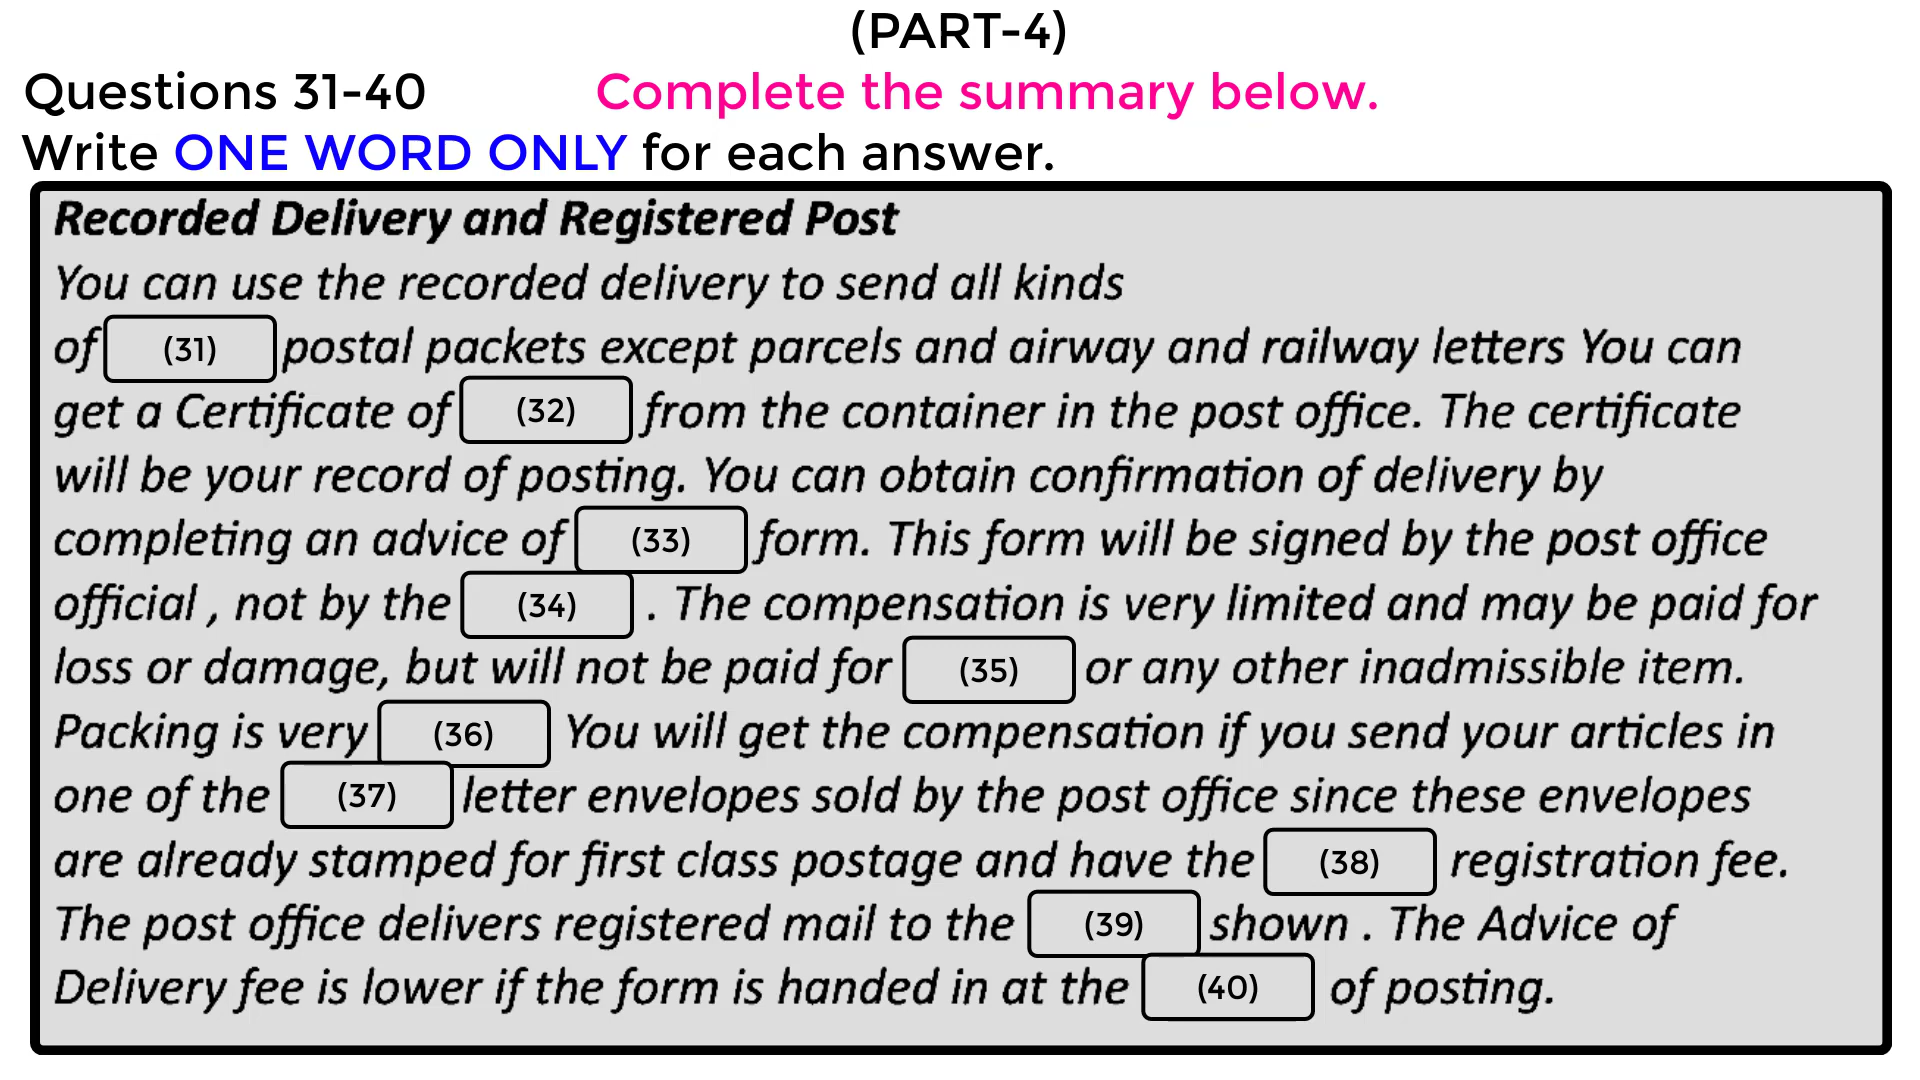 (PART-4)
Questions 31-40 Complete the summary below.
Write ONE WORD ONLY for each answer.
Recorded Delivery and Registered Post
You can use the recorded delivery to send all kinds
of (31) postal packets except parcels and airway and railway letters You can
get a Certificate of (32) from the container in the post office. The certificate
will be your record of posting. You can obtain confirmation of delivery by
completing an advice of (33) form. This form will be signed by the post office
official , not by the (34) . The compensation is very limited and may be paid for
loss or damage, but will not be paid for (35) or any other inadmissible item.
Packing is very (36) You will get the compensation if you send your articles in
one of the (37) letter envelopes sold by the post office since these envelopes
are already stamped for first class postage and have the (38) registration fee.
The post office delivers registered mail to the (39) shown . The Advice of
Delivery fee is lower if the form is handed in at the (40) of posting.